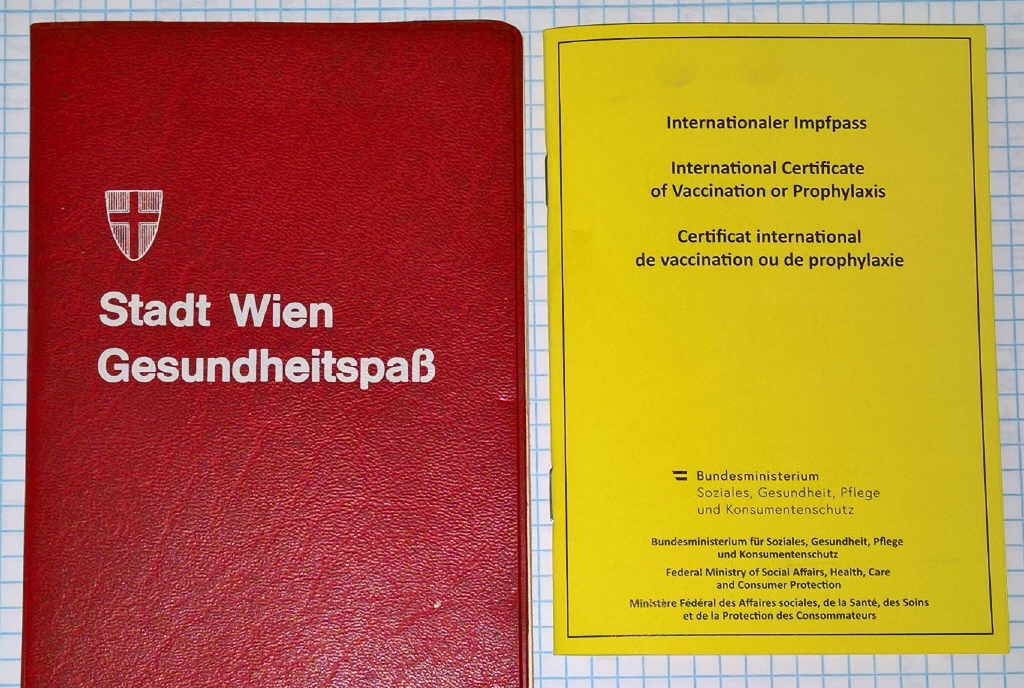 Stadt Wien
Gesundheitspaß
Internationaler Impfpass
International Certificate
of Vaccination or Prophylaxis
Certificat international
de vaccination ou de prophylaxie
Bundesministerium
Soziales, Gesundheit, Pflege
und Konsumentenschutz
Bundesministerium für Soziales, Gesundheit, Pflege
und Konsumentenschutz
Federal Ministry of Social Affairs, Health, Care
and Consumer Protection
Ministère Fédéral des Affaires sociales, de la Santé, des Soins
et de la Protection des Consommateurs